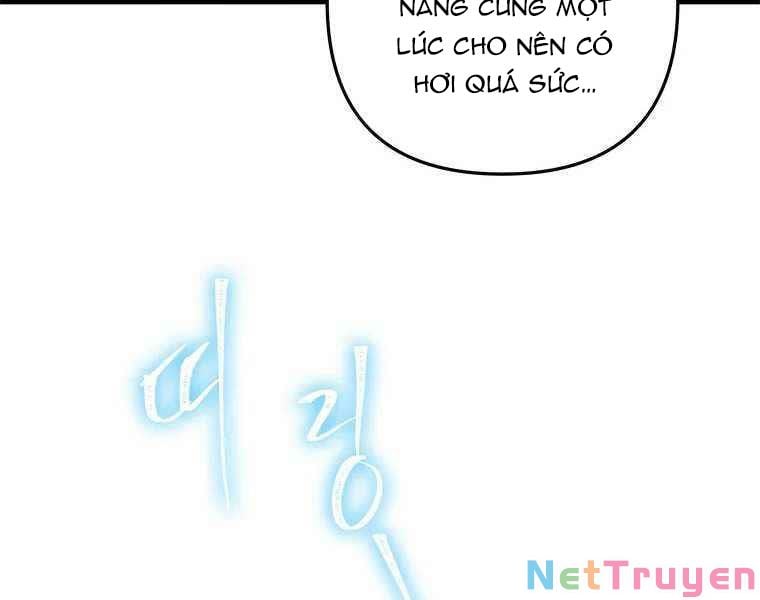 NĂNG CÙNG MỘT
LÚC CHO NÊN CÓ
HƠI QUÁ SỨC...
띠링
NetTruyen